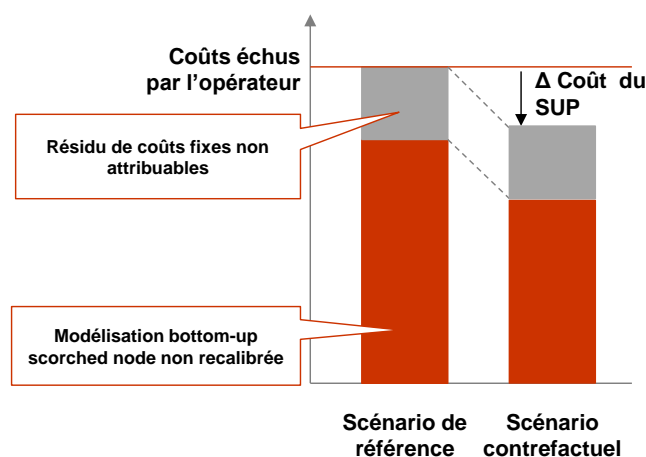 Coûts échus
par l'opérateur
Δ Coût du
SUP
Résidu de coûts fixes non
attribuables
Modélisation bottom-up
scorched node non recalibrée
Scénario de
référence
Scénario
contrefactuel